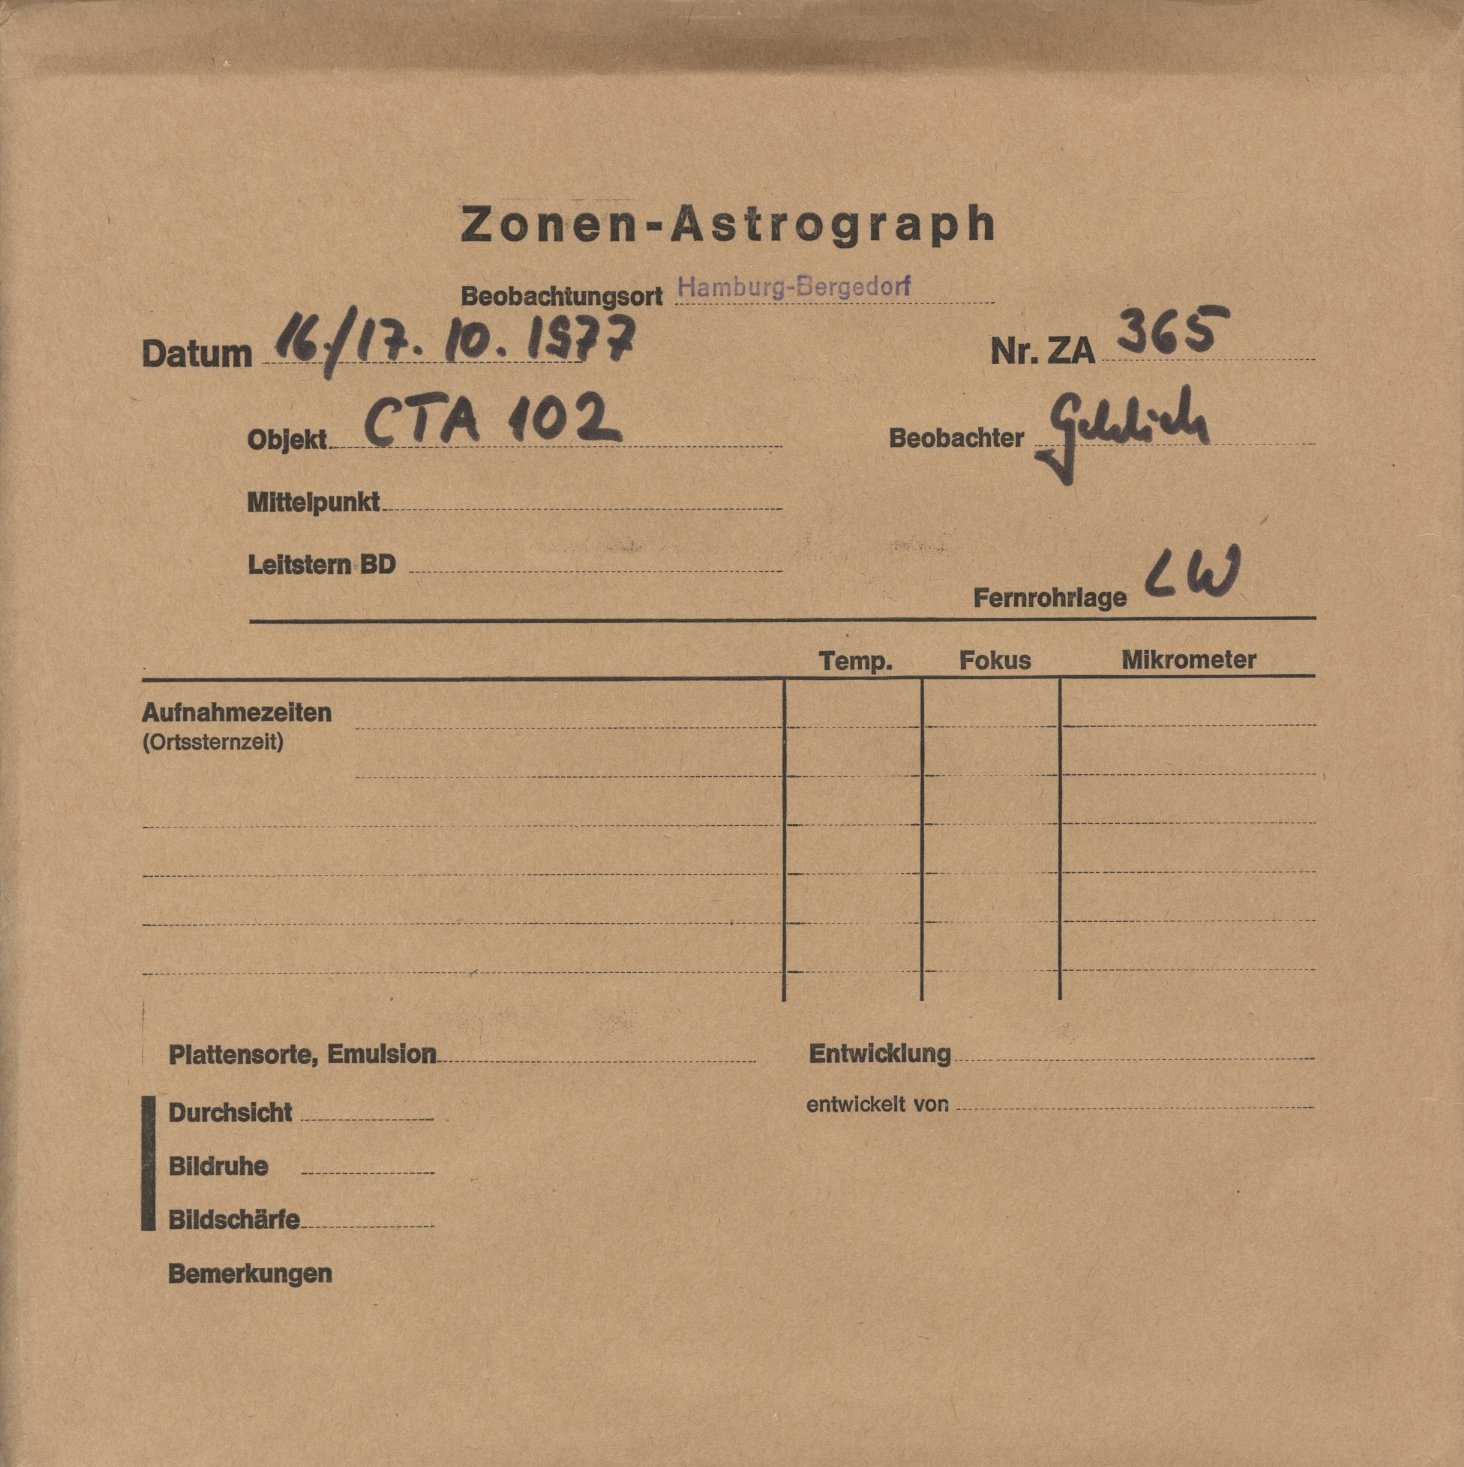 Zonen-Astrograph
Beobachtungsort Hamburg-Bergedorf
Datum 16./17. 10. 1977
Nr. ZA 365
Objekt CTA 102
Beobachter
Mittelpunkt
Leitstern BD
Fernrohrlage LW
Temp. Fokus Mikrometer
Aufnahmezeiten
(Ortssternzeit)
Plattensorte, Emulsion
Entwicklung
entwickelt von
Durchsicht
Bildruhe
Bildschärfe
Bemerkungen